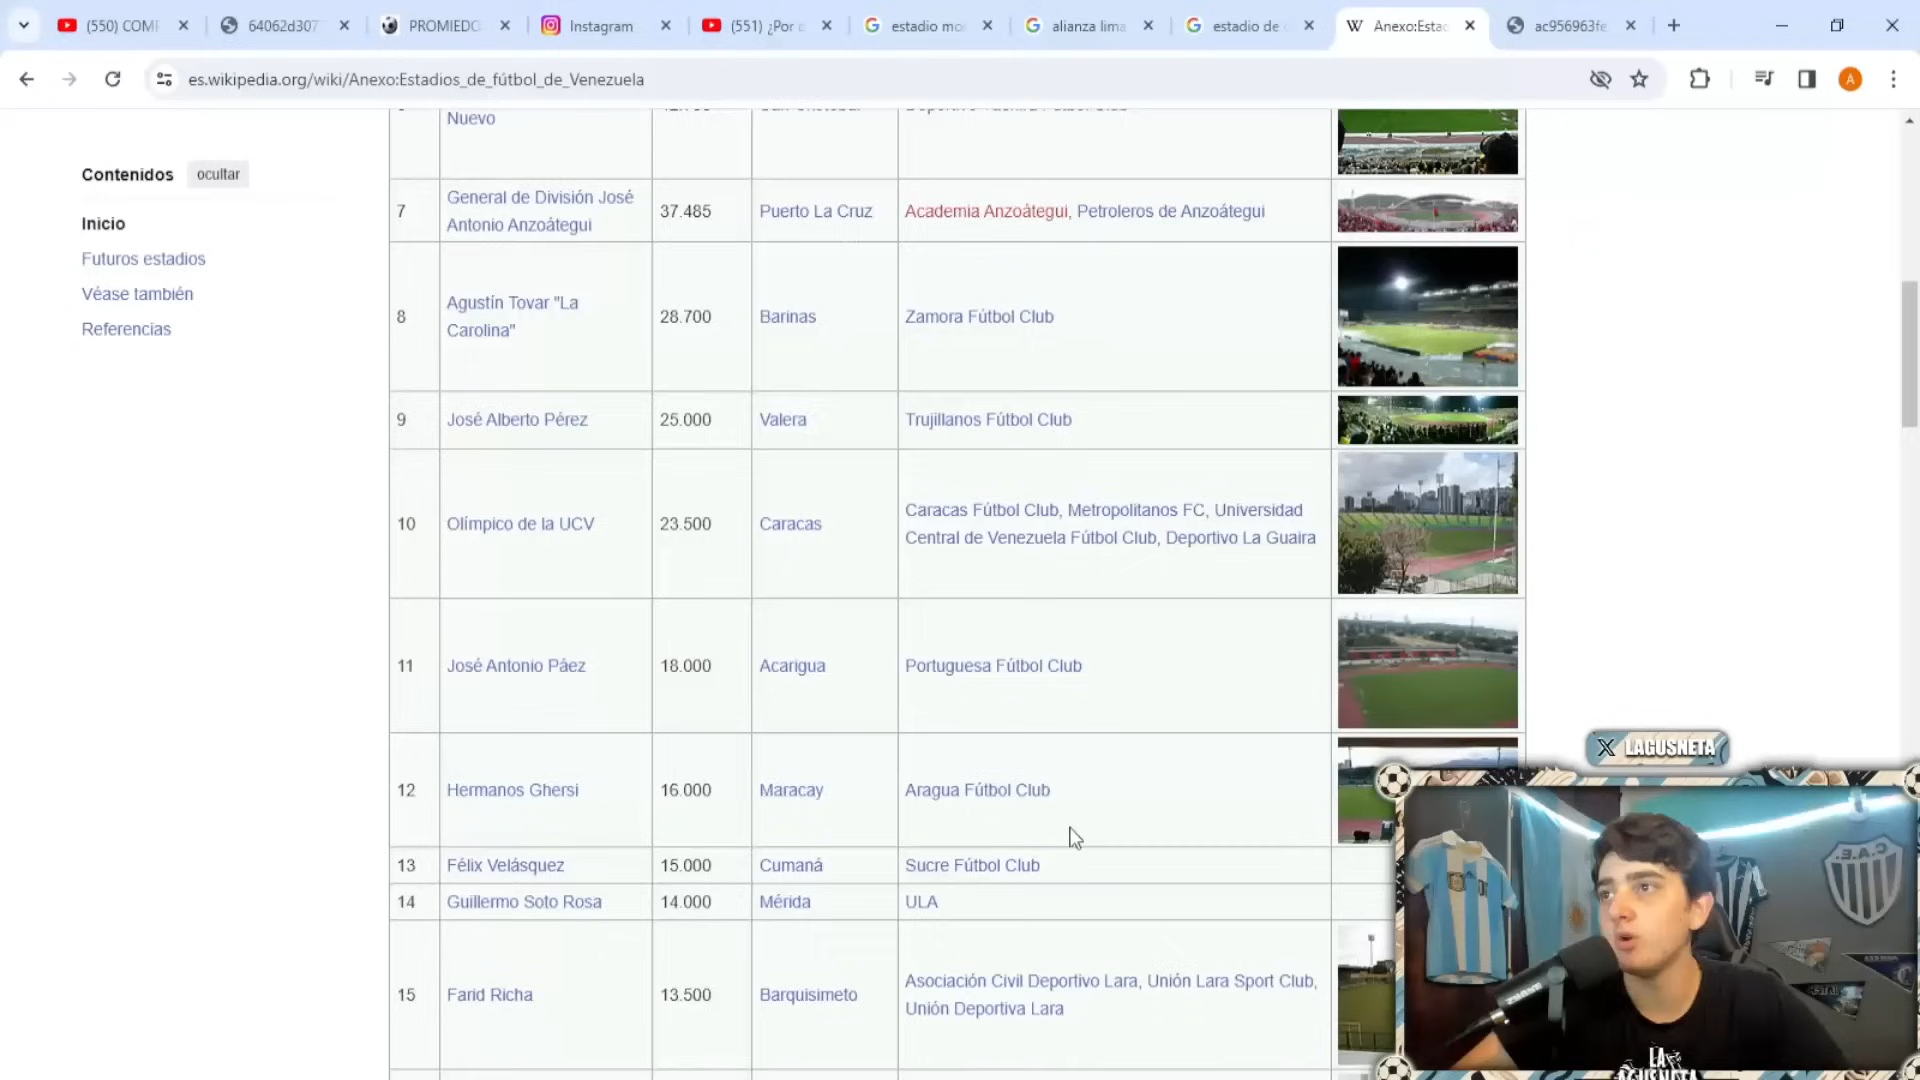 (550) COMP
64062d307
PROMIEDO
Instagram
(551) ¿Por e
estadio mo
alianza lima
estadio de
Anexo:Estad
ac956963fe
es.wikipedia.org/wiki/Anexo:Estadios_de_fútbol_de_Venezuela
A
Contenidos
ocultar
Inicio
Futuros estadios
Véase también
Referencias
Nuevo
7
General de División José
Antonio Anzoátegui
37.485
Puerto La Cruz
Academia Anzoátegui, Petroleros de Anzoátegui
8
Agustín Tovar "La
Carolina"
28.700
Barinas
Zamora Fútbol Club
9
José Alberto Pérez
25.000
Valera
Trujillanos Fútbol Club
10
Olímpico de la UCV
23.500
Caracas
Caracas Fútbol Club, Metropolitanos FC, Universidad
Central de Venezuela Fútbol Club, Deportivo La Guaira
11
José Antonio Páez
18.000
Acarigua
Portuguesa Fútbol Club
12
Hermanos Ghersi
16.000
Maracay
Aragua Fútbol Club
13
Félix Velásquez
15.000
Cumaná
Sucre Fútbol Club
14
Guillermo Soto Rosa
14.000
Mérida
ULA
15
Farid Richa
13.500
Barquisimeto
Asociación Civil Deportivo Lara, Unión Lara Sport Club,
Unión Deportiva Lara
X LAGUSNETA
C.A.E.
LA
AGUSNETA